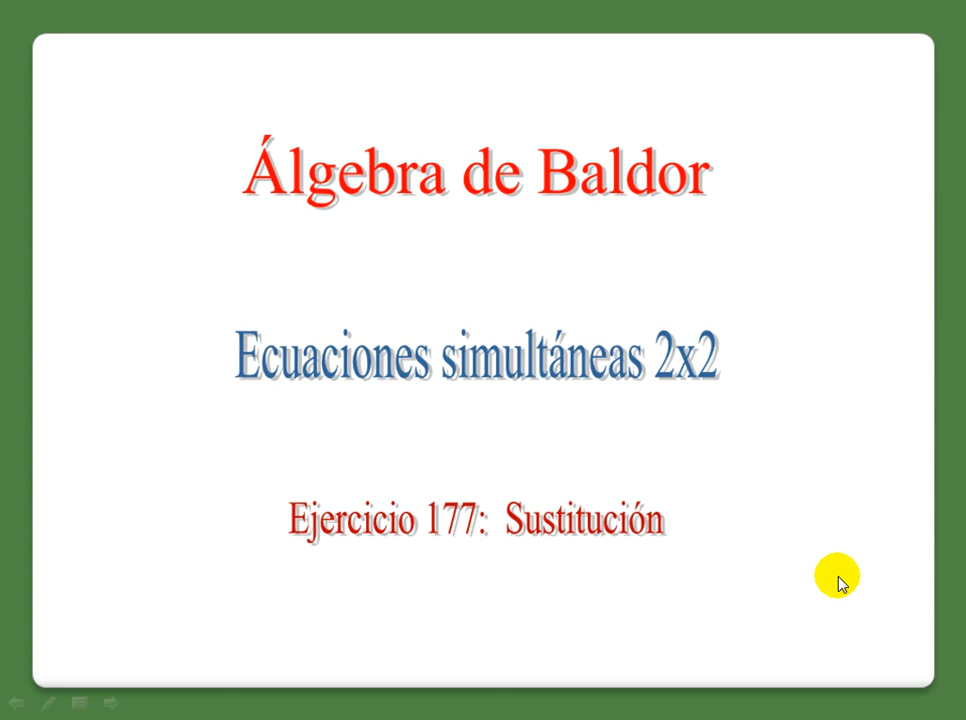 Álgebra de Baldor
Ecuaciones simultáneas 2x2
Ejercicio 177: Sustitución